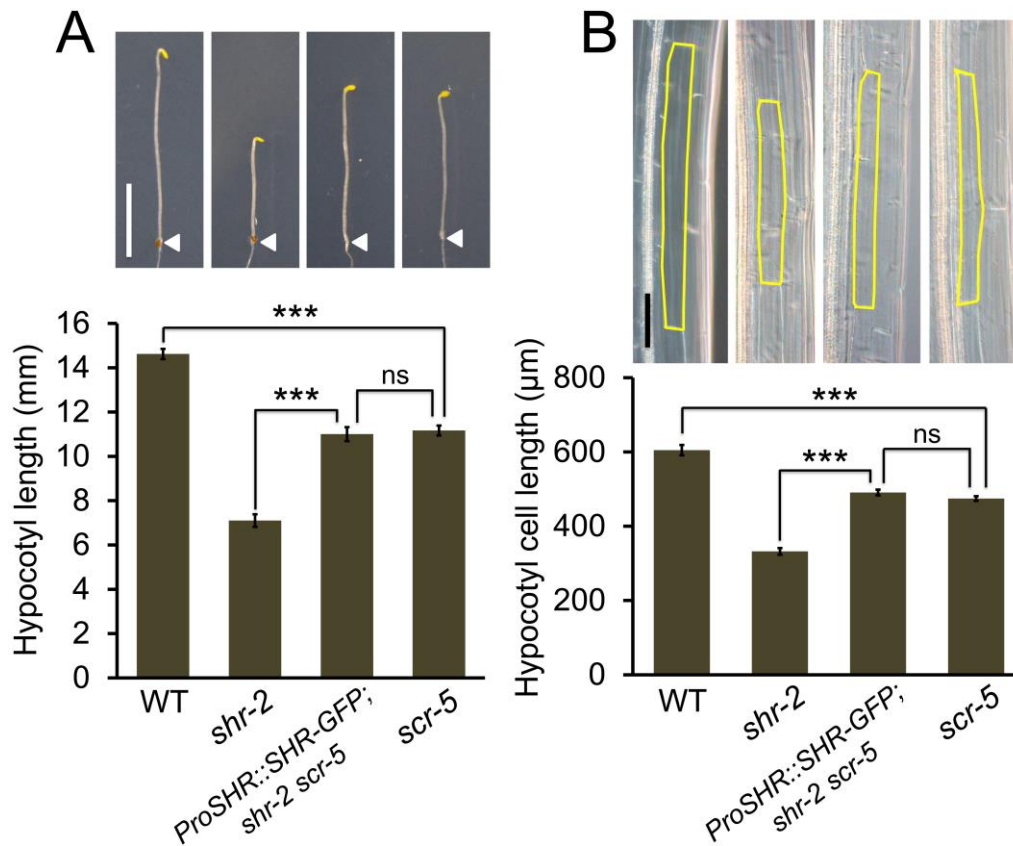 A
***
***
ns
Hypocotyl length (mm)
16
14
12
10
8
6
4
2
0
WT
shr-2
ProSHR::SHR-GFP;
shr-2 scr-5
scr-5
B
***
***
ns
Hypocotyl cell length (µm)
800
600
400
200
0
WT
shr-2
ProSHR::SHR-GFP;
shr-2 scr-5
scr-5